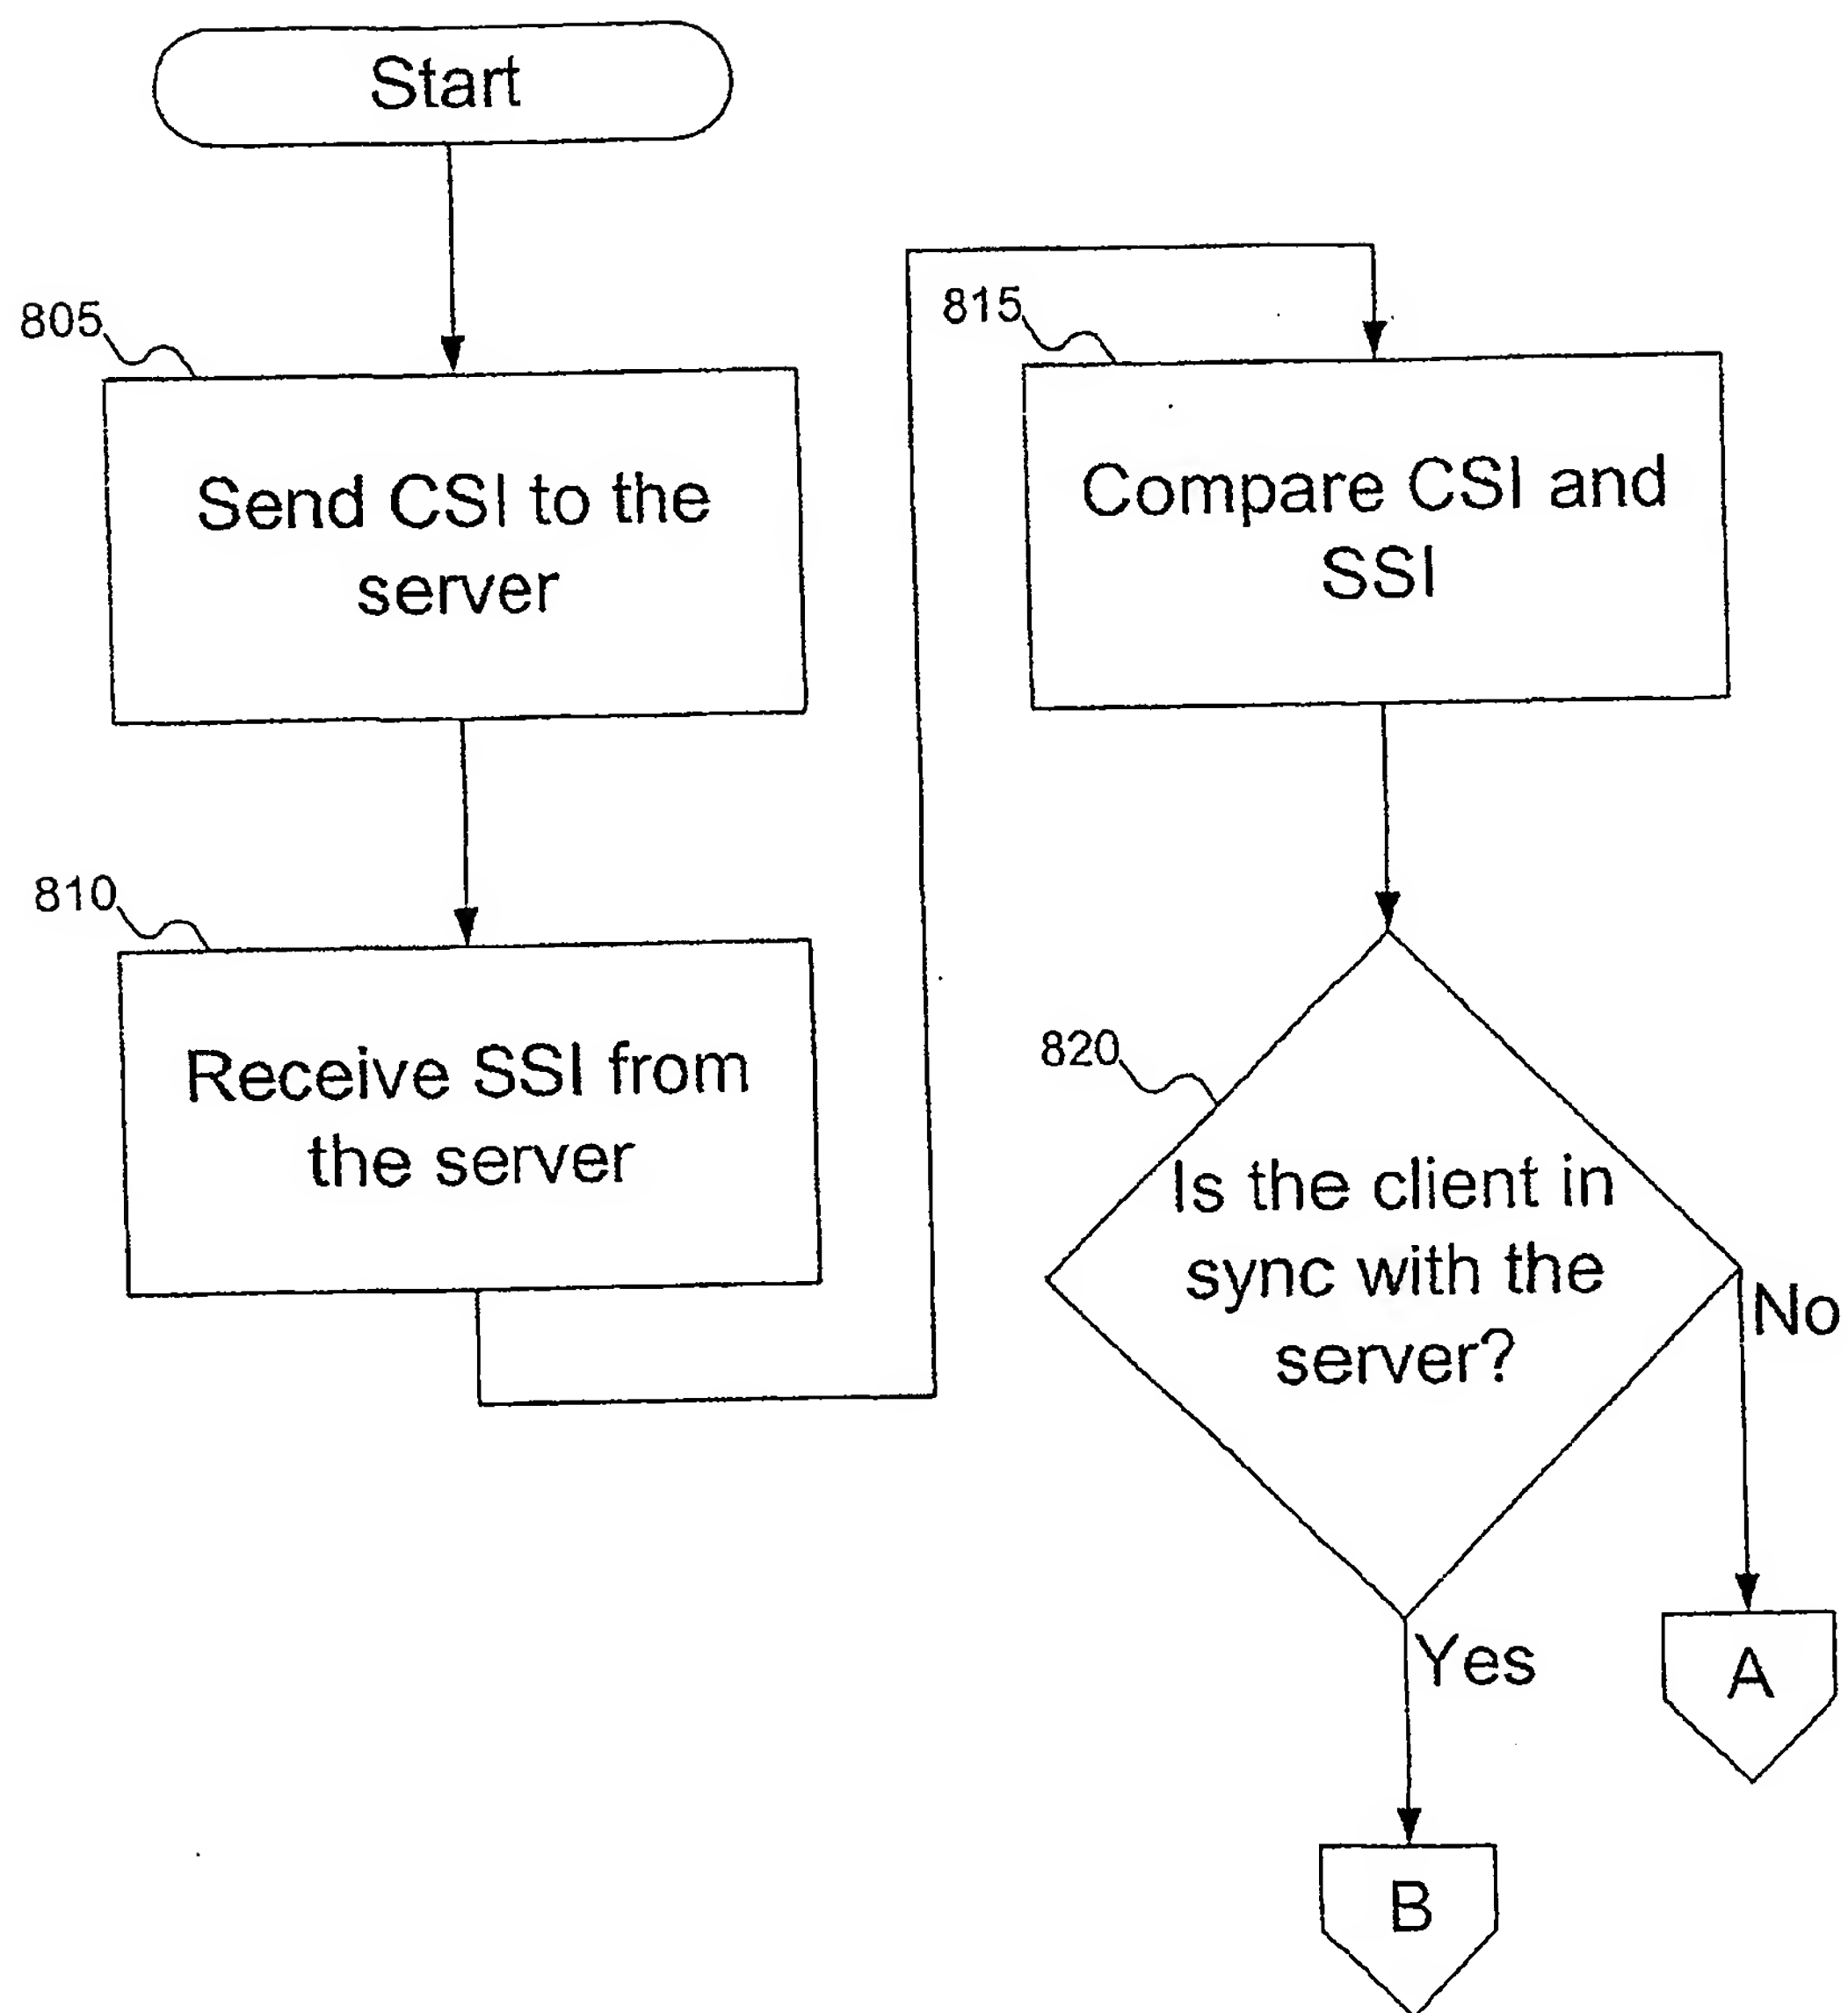 Start
805
Send CSI to the
server
810
Receive SSI from
the server
815
Compare CSI and
SSI
820
Is the client in
sync with the
server?
No
Yes
A
B